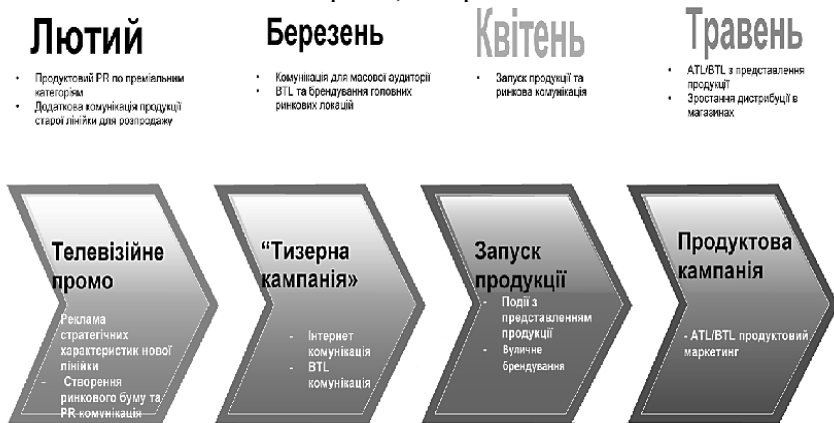 Лютий
• Продуктовий PR по преміальним
категоріям
• Додаткова комунікація продукції
старої лінійки для розпродажу
Березень
• Комунікація для масової аудиторії
• BTL та брендування головних
ринкових локацій
Квітень
• Запуск продукції та
ринкова комунікація
Травень
• ATL/BTL з представлення
продукції
• Зростання дистрибуції в
магазинах
Телевізійне
промо
Реклама
стратегічних
характеристик нової
лінійки
- Створення
ринкового буму та
PR комунікація
“Тизерна
кампанія»
- Інтернет
комунікація
- BTL
комунікація
Запуск
продукції
- Події з
представленням
продукції
- Вуличне
брендування
Продуктова
кампанія
- ATL/BTL продуктовий
маркетинг